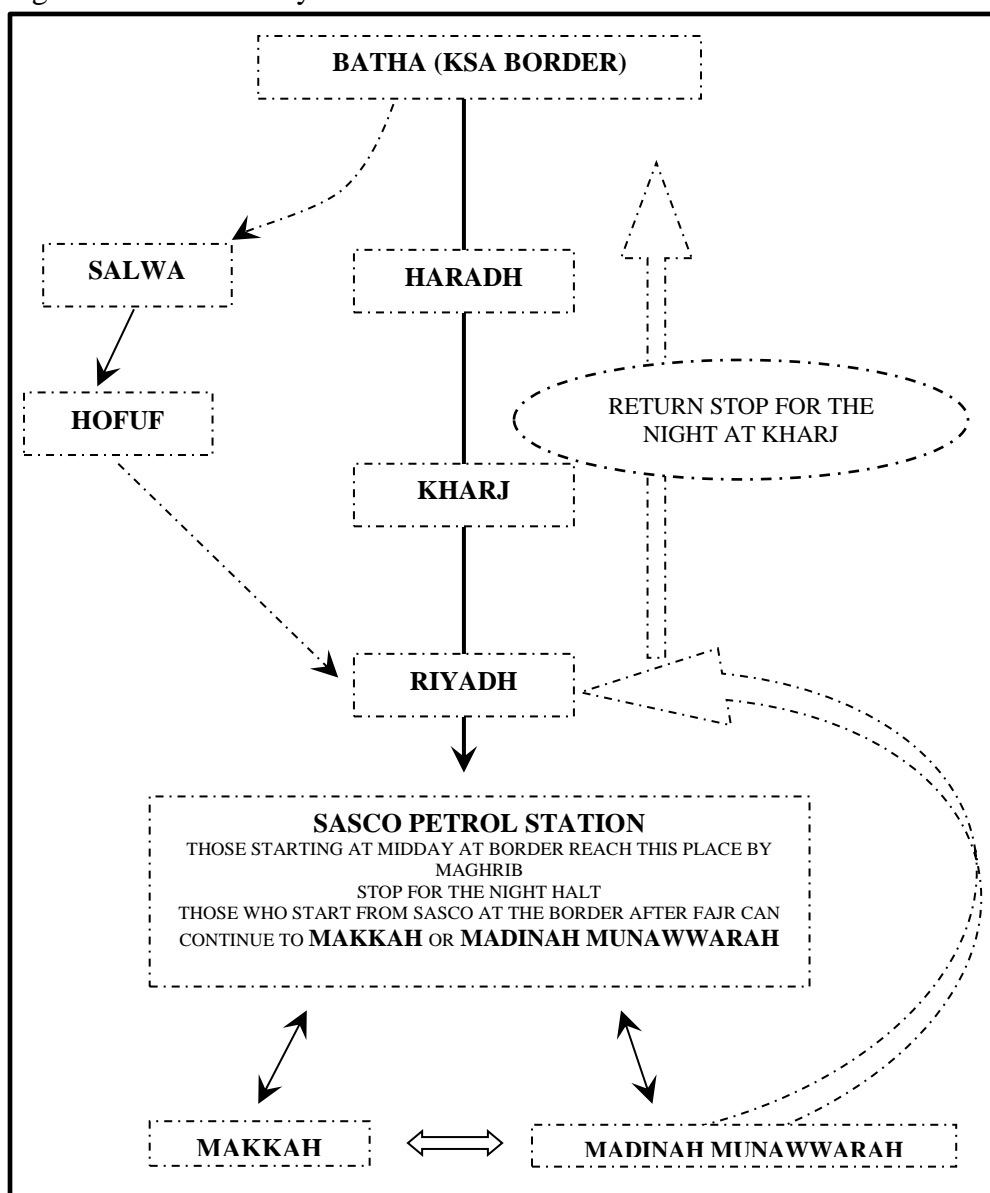 BATHA (KSA BORDER)
SALWA
HARADH
HOFUF
RETURN STOP FOR THE
NIGHT AT KHARJ
KHARJ
RIYADH
SASCO PETROL STATION
THOSE STARTING AT MIDDAY AT BORDER REACH THIS PLACE BY
MAGHRIB
STOP FOR THE NIGHT HALT
THOSE WHO START FROM SASCO AT THE BORDER AFTER FAJR CAN
CONTINUE TO MAKKAH OR MADINAH MUNAWWARAH
MAKKAH
MADINAH MUNAWWARAH